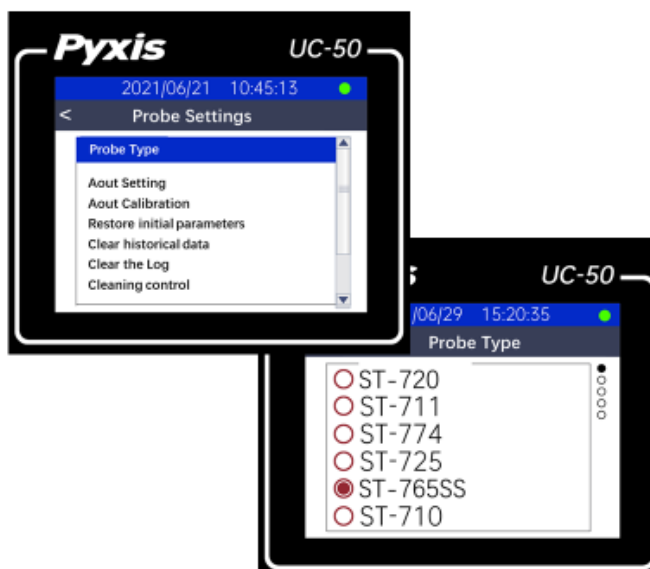 Pyxis UC-50
2021/06/21 10:45:13
< Probe Settings
Probe Type
Aout Setting
Aout Calibration
Restore initial parameters
Clear historical data
Clear the Log
Cleaning control
UC-50
/06/29 15:20:35
Probe Type
ST-720
ST-711
ST-774
ST-725
ST-765SS
ST-710